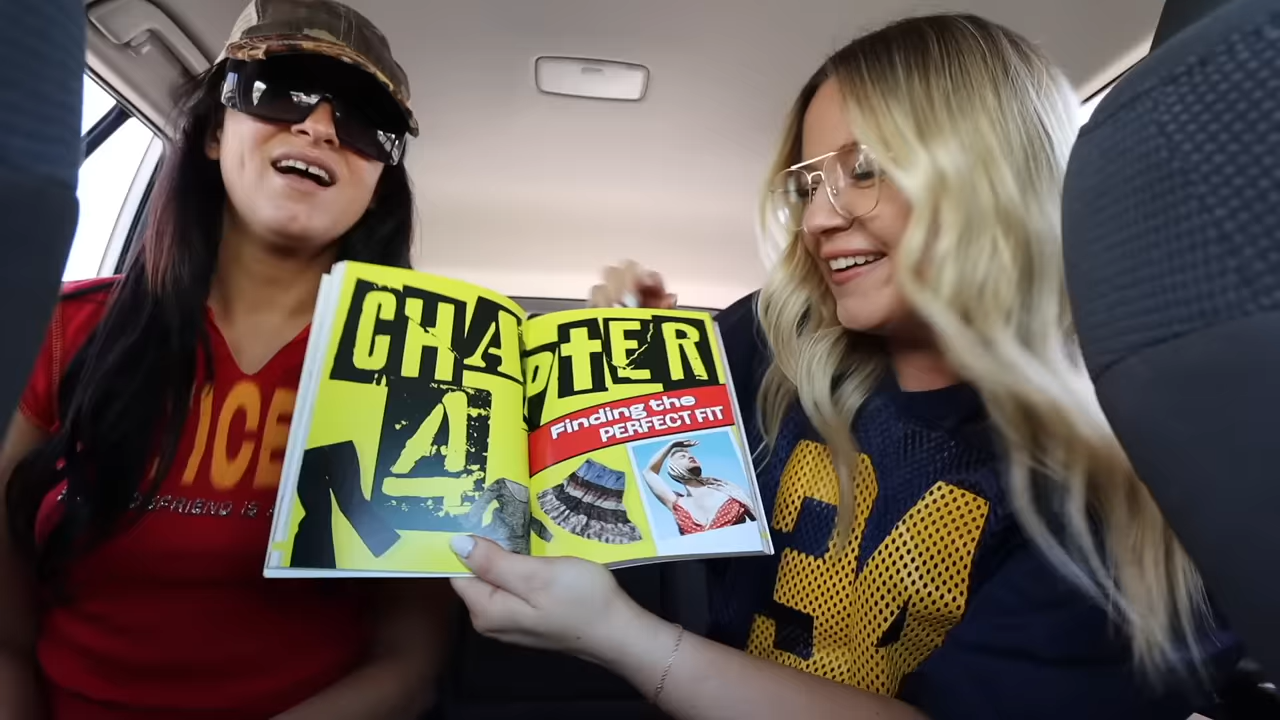 CHAPtER
4
Finding the
PERFECT FIT
ICE
34